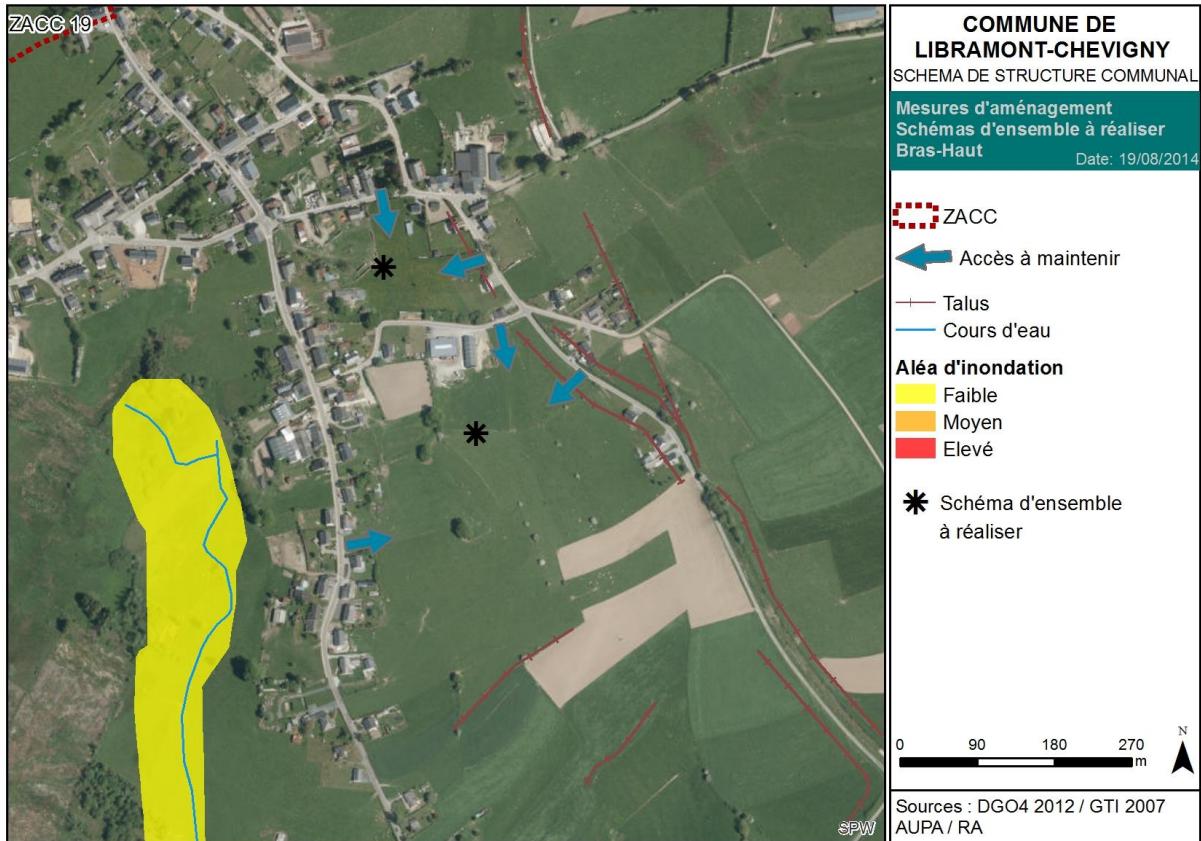 ZACC 19
SPW
COMMUNE DE
LIBRAMONT-CHEVIGNY
SCHEMA DE STRUCTURE COMMUNAL
Mesures d'aménagement
Schémas d'ensemble à réaliser
Bras-Haut
Date: 19/08/2014
ZACC
Accès à maintenir
Talus
Cours d'eau
Aléa d'inondation
Faible
Moyen
Elevé
Schéma d'ensemble
à réaliser
0 90 180 270
m
N
Sources : DGO4 2012 / GTI 2007
AUPA / RA